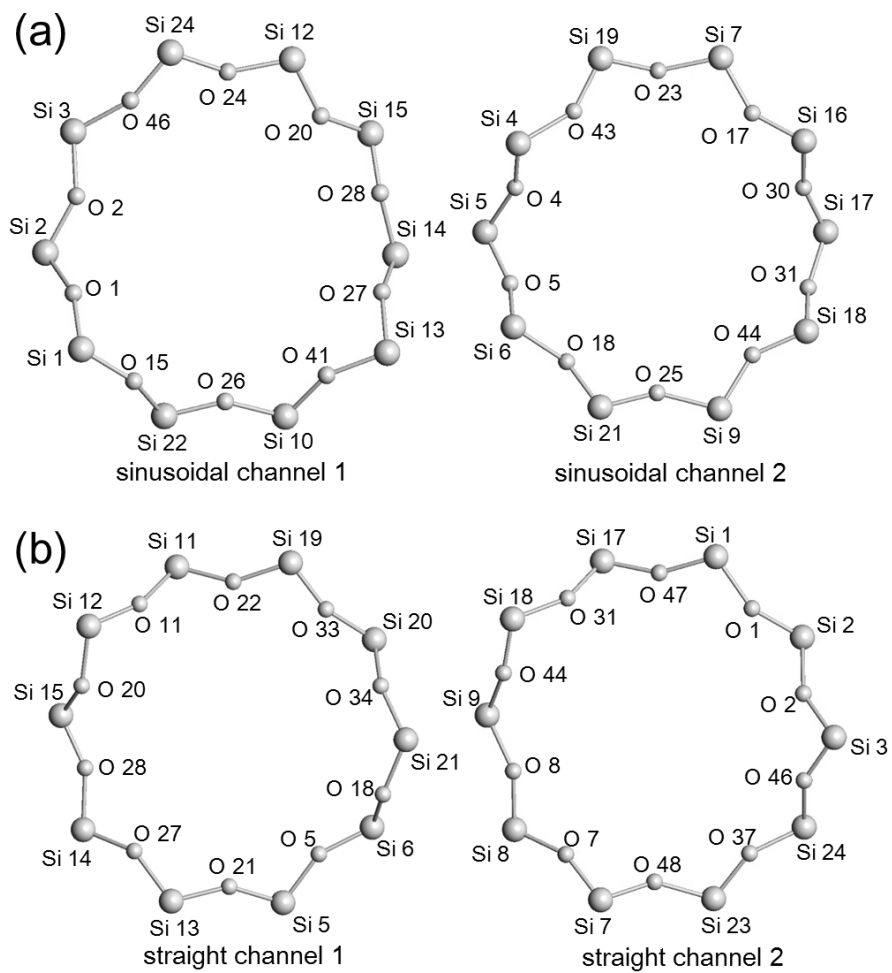 (a)
Si 24
Si 12
Si 3
O 46
O 24
O 20
Si 15
O 2
O 28
Si 2
Si 14
O 1
O 27
Si 1
O 15
O 26
O 41
Si 13
Si 22
Si 10
sinusoidal channel 1
Si 19
Si 7
Si 4
O 43
O 23
O 17
Si 16
O 4
O 30
Si 5
Si 17
O 5
O 31
Si 6
O 18
O 25
O 44
Si 18
Si 21
Si 9
sinusoidal channel 2
(b)
Si 11
Si 19
Si 12
O 11
O 22
O 33
Si 20
Si 15
O 20
O 34
O 28
Si 21
O 18
Si 14
O 27
O 21
O 5
Si 6
Si 13
Si 5
straight channel 1
Si 17
Si 1
Si 18
O 31
O 47
O 1
Si 2
O 44
O 2
Si 9
Si 3
O 8
O 46
Si 8
O 7
O 48
O 37
Si 24
Si 7
Si 23
straight channel 2